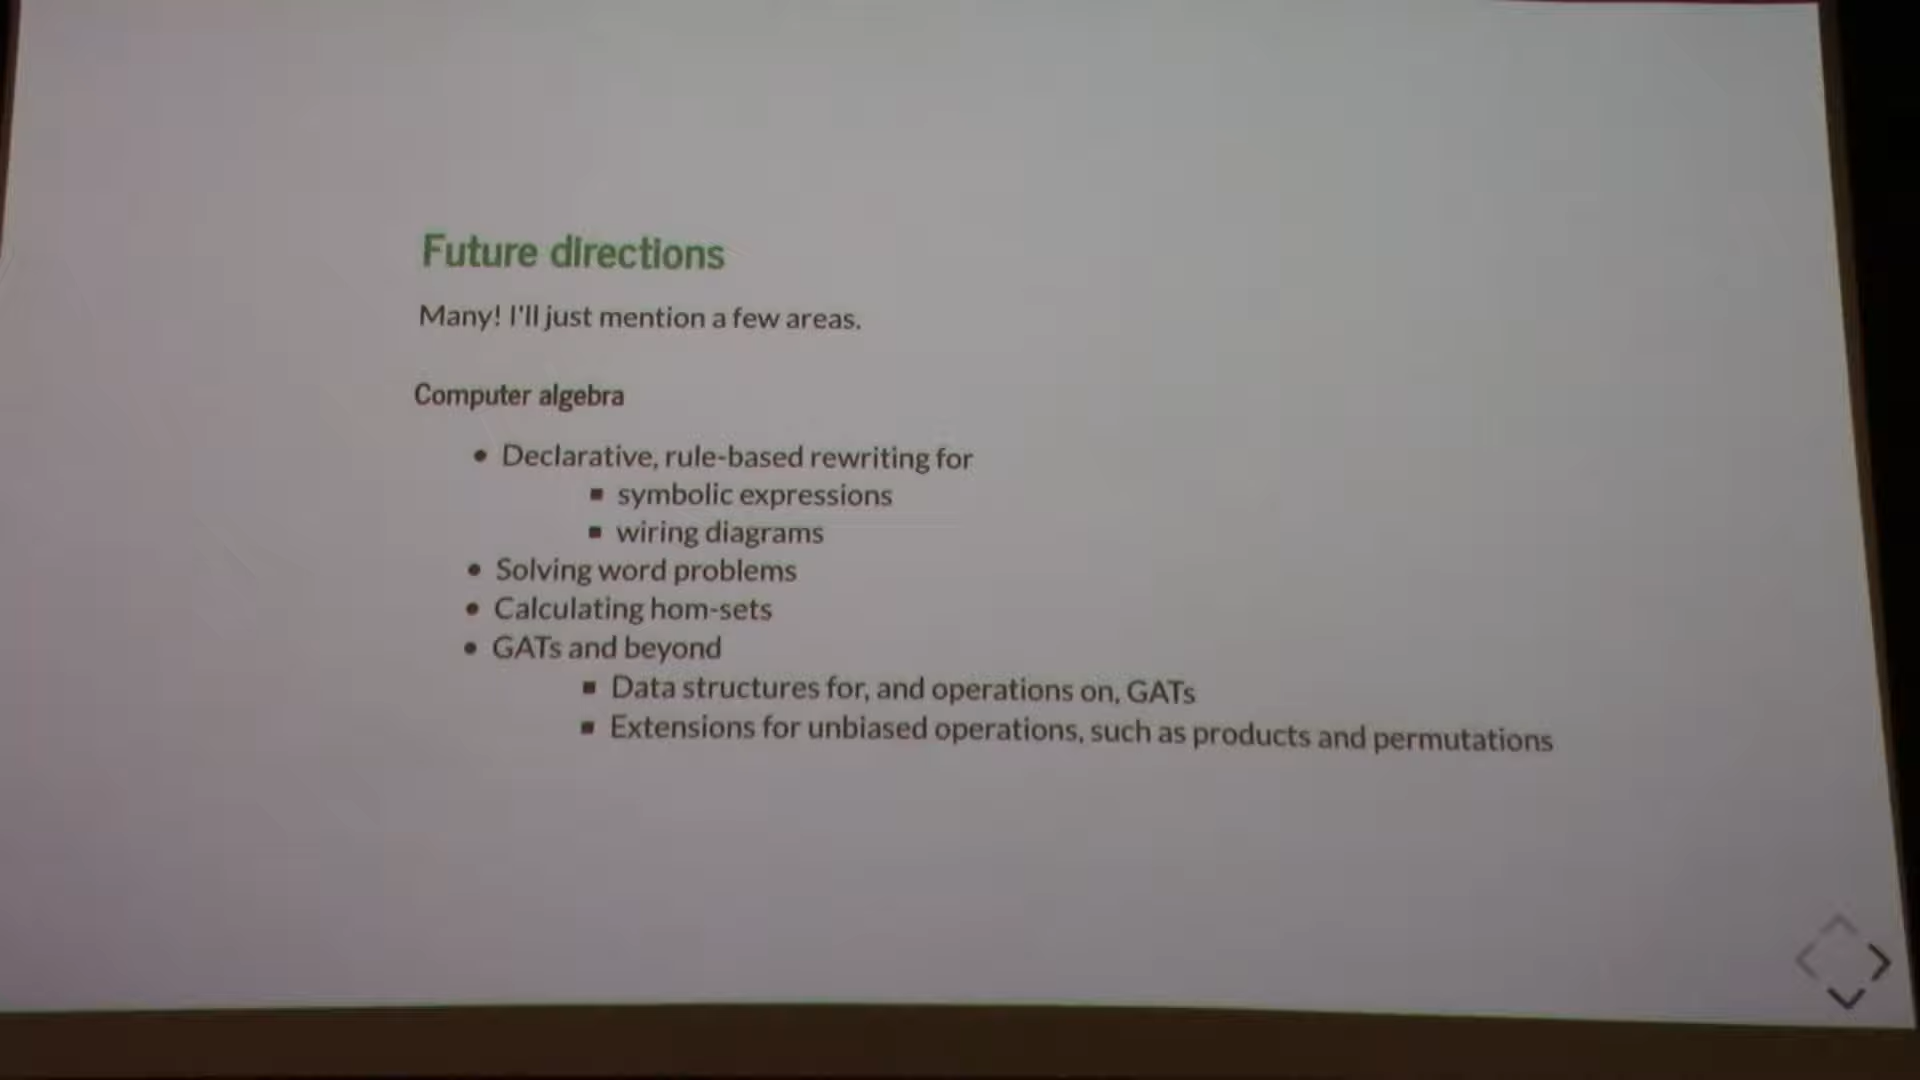 Future directions
Many! I'll just mention a few areas.
Computer algebra
• Declarative, rule-based rewriting for
▪ symbolic expressions
▪ wiring diagrams
• Solving word problems
• Calculating hom-sets
• GATs and beyond
▪ Data structures for, and operations on, GATs
▪ Extensions for unbiased operations, such as products and permutations